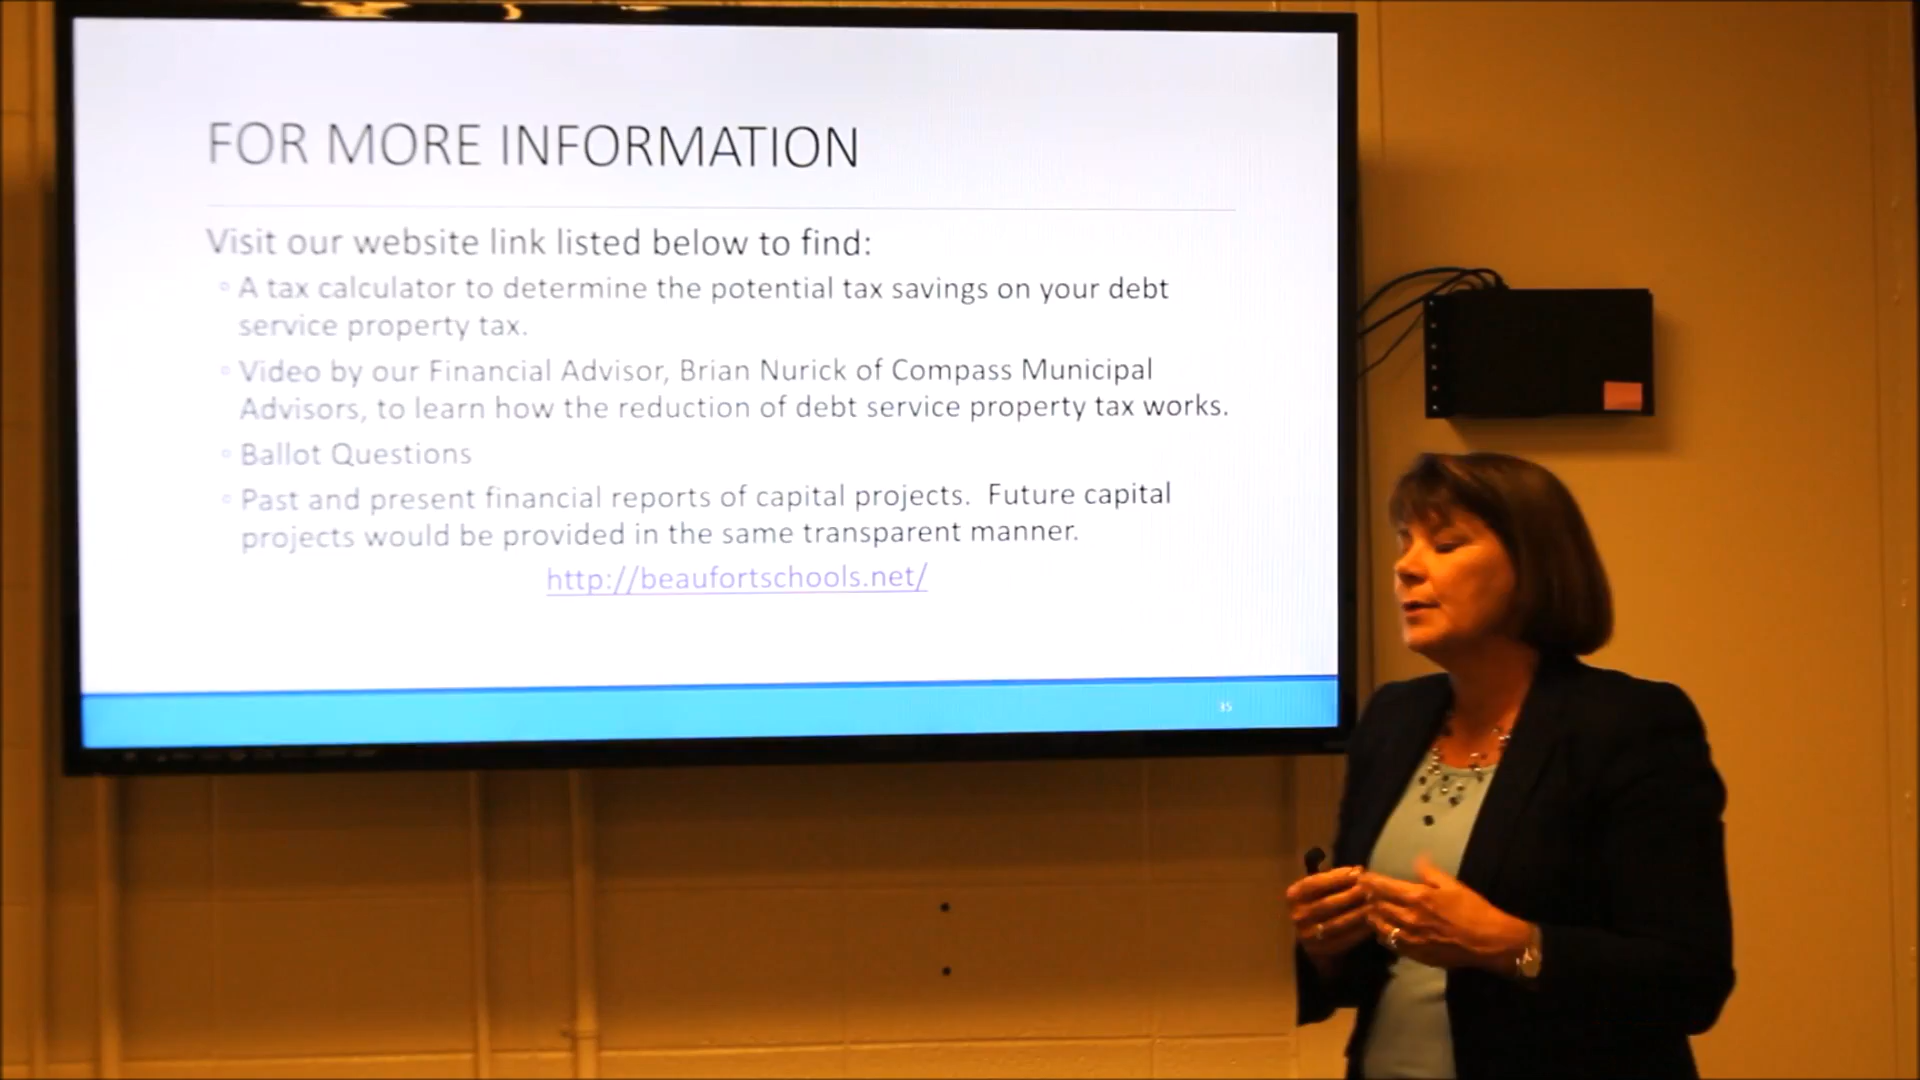 FOR MORE INFORMATION
Visit our website link listed below to find:
A tax calculator to determine the potential tax savings on your debt
service property tax.
Video by our Financial Advisor, Brian Nurick of Compass Municipal
Advisors, to learn how the reduction of debt service property tax works.
Ballot Questions
Past and present financial reports of capital projects.  Future capital
projects would be provided in the same transparent manner.
http://beaufortschools.net/
35